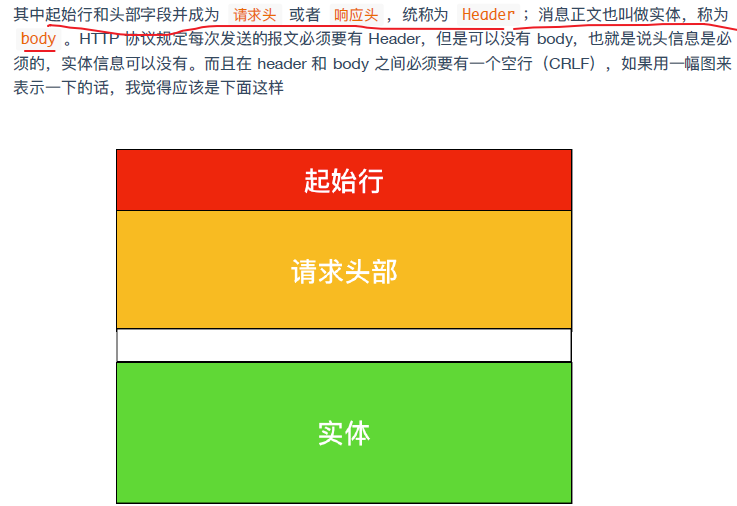 其中起始行和头部字段并成为 请求头 或者 响应头 ，统称为 Header ；消息正文也叫做实体，称为
body 。HTTP 协议规定每次发送的报文必须要有 Header，但是可以没有 body，也就是说头信息是必
须的，实体信息可以没有。而且在 header 和 body 之间必须要有一个空行（CRLF），如果用一幅图来
表示一下的话，我觉得应该是下面这样
起始行
请求头部
实体